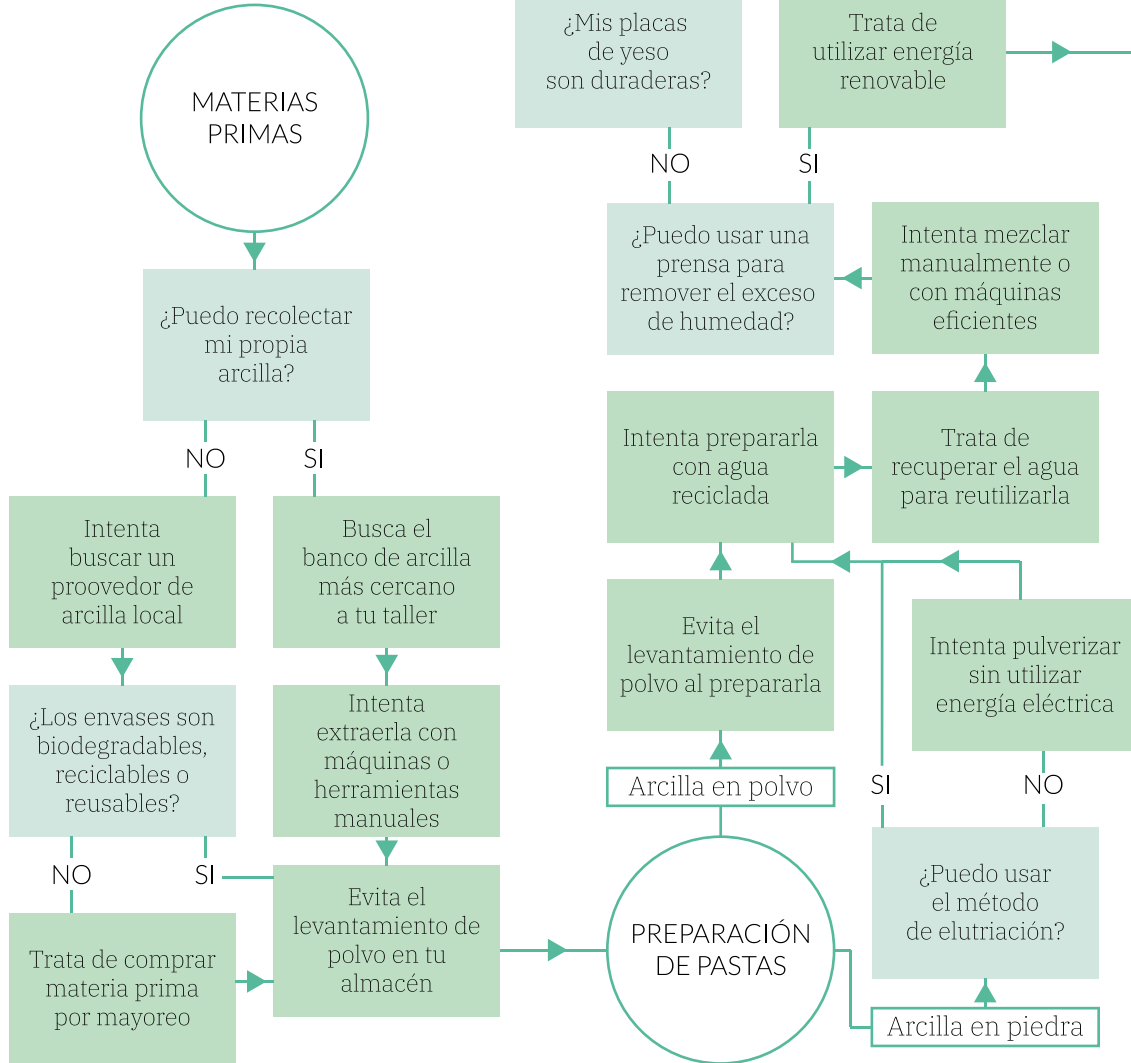 MATERIAS
PRIMAS
¿Puedo recolectar
mi propia
arcilla?
NO
SI
Intenta
buscar un
proovedor de
arcilla local
Busca el
banco de arcilla
más cercano
a tu taller
¿Los envases son
biodegradables,
reciclables o
reusables?
Intenta
extraerla con
máquinas o
herramientas
manuales
NO
SI
Trata de comprar
materia prima
por mayoreo
Evita el
levantamiento de
polvo en tu
almacén
PREPARACIÓN
DE PASTAS
Arcilla en polvo
Arcilla en piedra
Evita el
levantamiento de
polvo al prepararla
¿Puedo usar
el método
de elutriación?
SI
NO
Intenta pulverizar
sin utilizar
energía eléctrica
Intenta prepararla
con agua
reciclada
Trata de
recuperar el agua
para reutilizarla
Intenta mezclar
manualmente o
con máquinas
eficientes
¿Puedo usar una
prensa para
remover el exceso
de humedad?
NO
SI
¿Mis placas
de yeso
son duraderas?
Trata de
utilizar energía
renovable